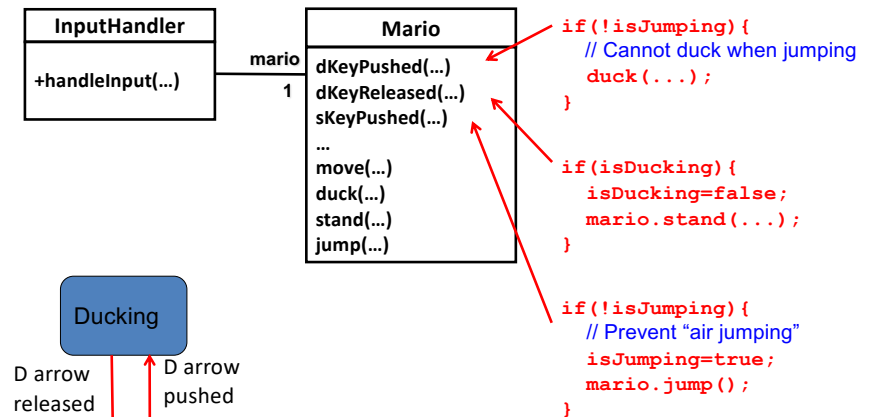 InputHandler
+handleInput(...)
mario
1
Mario
dKeyPushed(...)
dKeyReleased(...)
sKeyPushed(...)
...
move(...)
duck(...)
stand(...)
jump(...)
if(!isJumping){
// Cannot duck when jumping
duck(...);
}
if(isDucking){
isDucking=false;
mario.stand(...);
}
if(!isJumping){
// Prevent “air jumping”
isJumping=true;
mario.jump();
}
Ducking
D arrow
released
D arrow
pushed